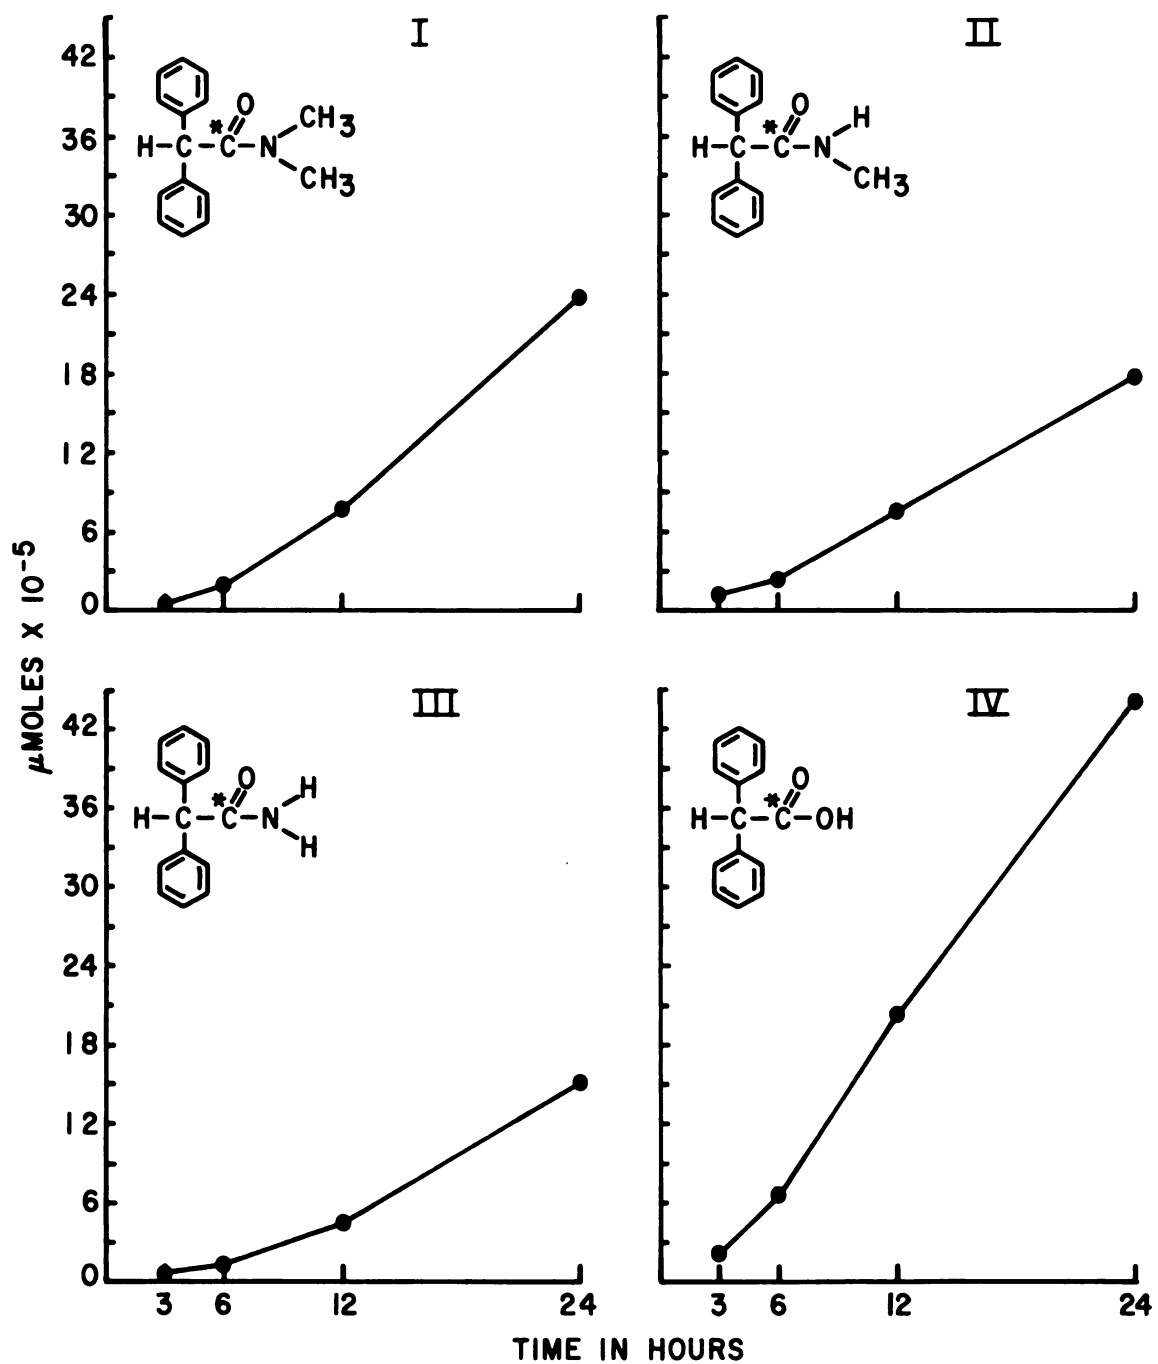 I
42
36
30
24
18
12
6
0
O
* CH3
H-C-C-N
CH3
II
O
* H
H-C-C-N
CH3
μMOLES X 10-5
III
42
36
30
24
18
12
6
0
O
* H
H-C-C-N
H
3 6 12 24
IV
O
*
H-C-C-OH
3 6 12 24
TIME IN HOURS